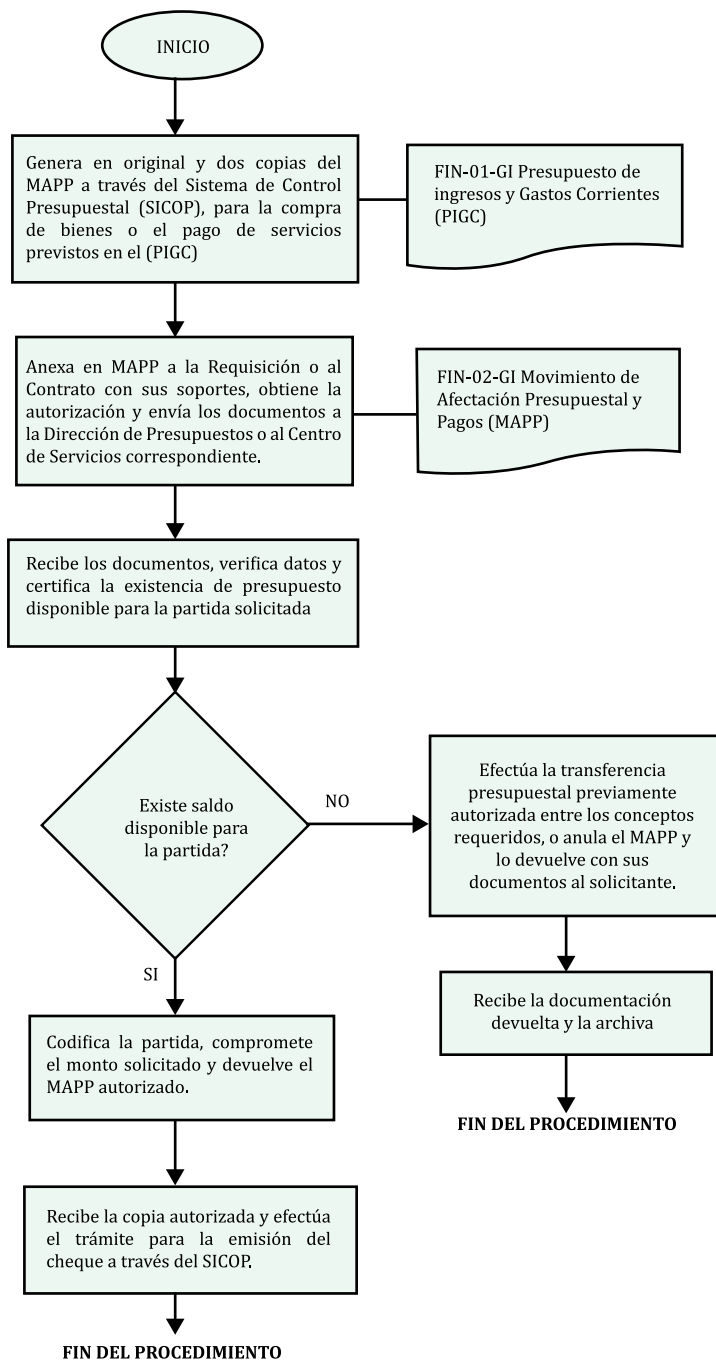 INICIO
Genera en original y dos copias del
MAPP a través del Sistema de Control
Presupuestal (SICOP), para la compra
de bienes o el pago de servicios
previstos en el (PIGC)
FIN-01-GI Presupuesto de
ingresos y Gastos Corrientes
(PIGC)
Anexa en MAPP a la Requisición o al
Contrato con sus soportes, obtiene la
autorización y envía los documentos a
la Dirección de Presupuestos o al Centro
de Servicios correspondiente.
FIN-02-GI Movimiento de
Afectación Presupuestal y
Pagos (MAPP)
Recibe los documentos, verifica datos y
certifica la existencia de presupuesto
disponible para la partida solicitada
Existe saldo
disponible para
la partida?
NO
Efectúa la transferencia
presupuestal previamente
autorizada entre los conceptos
requeridos, o anula el MAPP y
lo devuelve con sus
documentos al solicitante.
SI
Recibe la documentación
devuelta y la archiva
Codifica la partida, compromete
el monto solicitado y devuelve el
MAPP autorizado.
FIN DEL PROCEDIMIENTO
Recibe la copia autorizada y efectúa
el trámite para la emisión del
cheque a través del SICOP.
FIN DEL PROCEDIMIENTO